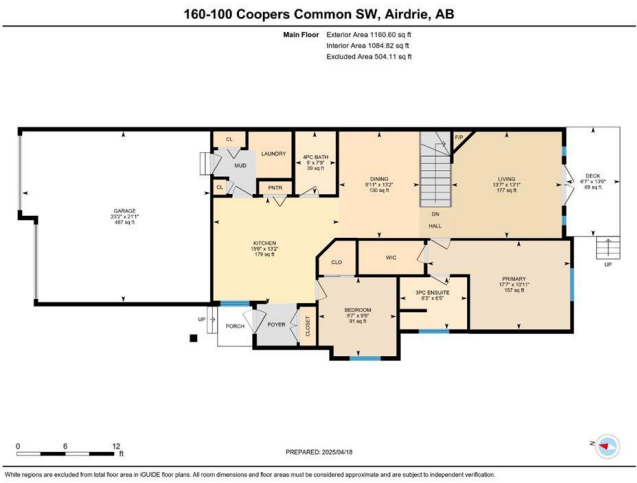 160-100 Coopers Common SW, Airdrie, AB
Main Floor Exterior Area 1160.60 sq ft
Interior Area 1084.82 sq ft
Excluded Area 504.11 sq ft
CL
MUD
LAUNDRY
CL
PNTR
4PC BATH
5' x 7'9"
39 sq ft
DINING
9'11" x 13'2"
130 sq ft
F/P
LIVING
13'7" x 13'1"
177 sq ft
DECK
6'7" x 13'6"
89 sq ft
UP
GARAGE
23'2" x 21'1"
467 sq ft
DN
HALL
KITCHEN
15'6" x 13'2"
179 sq ft
CLO
WIC
PRIMARY
17'7" x 10'11"
157 sq ft
3PC ENSUITE
8'3" x 6'5"
BEDROOM
9'7" x 9'9"
91 sq ft
UP
PORCH
FOYER
CLOSET
0 6 12
ft
PREPARED: 2025/04/18
N
White regions are excluded from total floor area in iGUIDE floor plans. All room dimensions and floor areas must be considered approximate and are subject to independent verification.